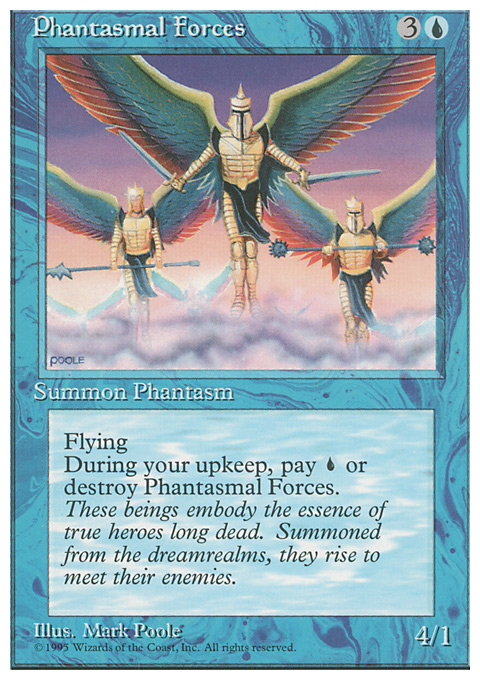 Phantasmal Forces 3
POOLE
Summon Phantasm
Flying
During your upkeep, pay or
destroy Phantasmal Forces.
These beings embody the essence of
true heroes long dead. Summoned
from the dreamrealms, they rise to
meet their enemies.
Illus. Mark Poole
© 1995 Wizards of the Coast, Inc. All rights reserved.
4/1